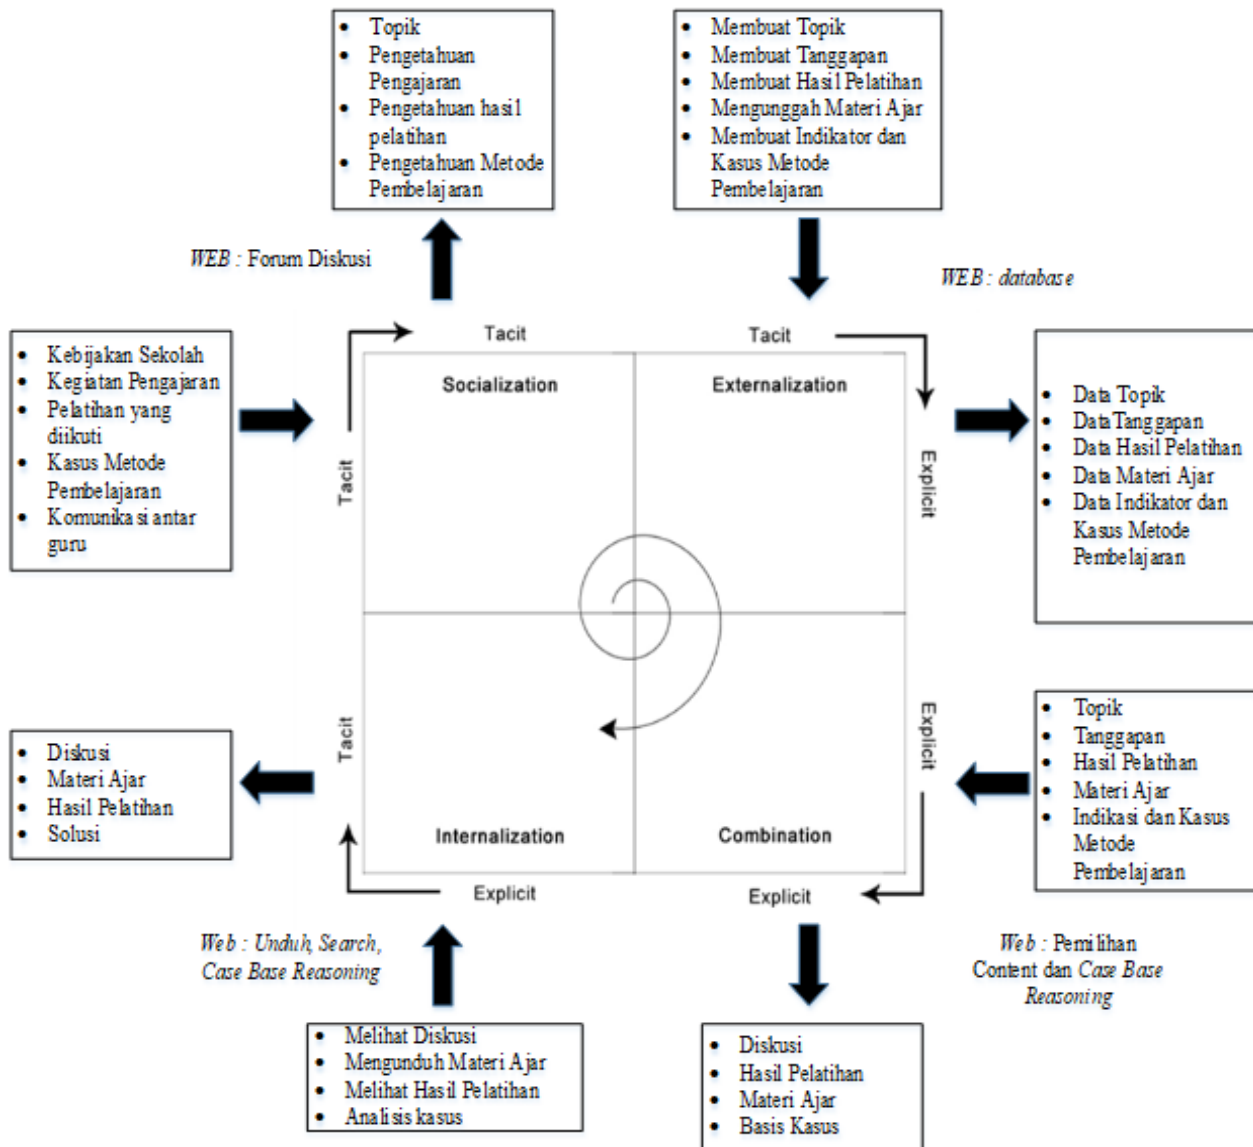 Topik
Pengetahuan
Pengajaran
Pengetahuan hasil
pelatihan
Pengetahuan Metode
Pembelajaran
Membuat Topik
Membuat Tanggapan
Membuat Hasil Pelatihan
Mengunggah Materi Ajar
Membuat Indikator dan
Kasus Metode
Pembelajaran
WEB : Forum Diskusi
WEB : database
Kebijakan Sekolah
Kegiatan Pengajaran
Pelatihan yang
diikuti
Kasus Metode
Pembelajaran
Komunikasi antar
guru
Tacit
Tacit
Socialization
Externalization
Tacit
Explicit
Data Topik
Data Tanggapan
Data Hasil Pelatihan
Data Materi Ajar
Data Indikator dan
Kasus Metode
Pembelajaran
Diskusi
Materi Ajar
Hasil Pelatihan
Solusi
Tacit
Explicit
Internalization
Combination
Explicit
Explicit
Topik
Tanggapan
Hasil Pelatihan
Materi Ajar
Indikasi dan Kasus
Metode
Pembelajaran
Web : Unduh, Search,
Case Base Reasoning
Web : Pemilihan
Content dan Case Base
Reasoning
Melihat Diskusi
Mengunduh Materi Ajar
Melihat Hasil Pelatihan
Analisis kasus
Diskusi
Hasil Pelatihan
Materi Ajar
Basis Kasus